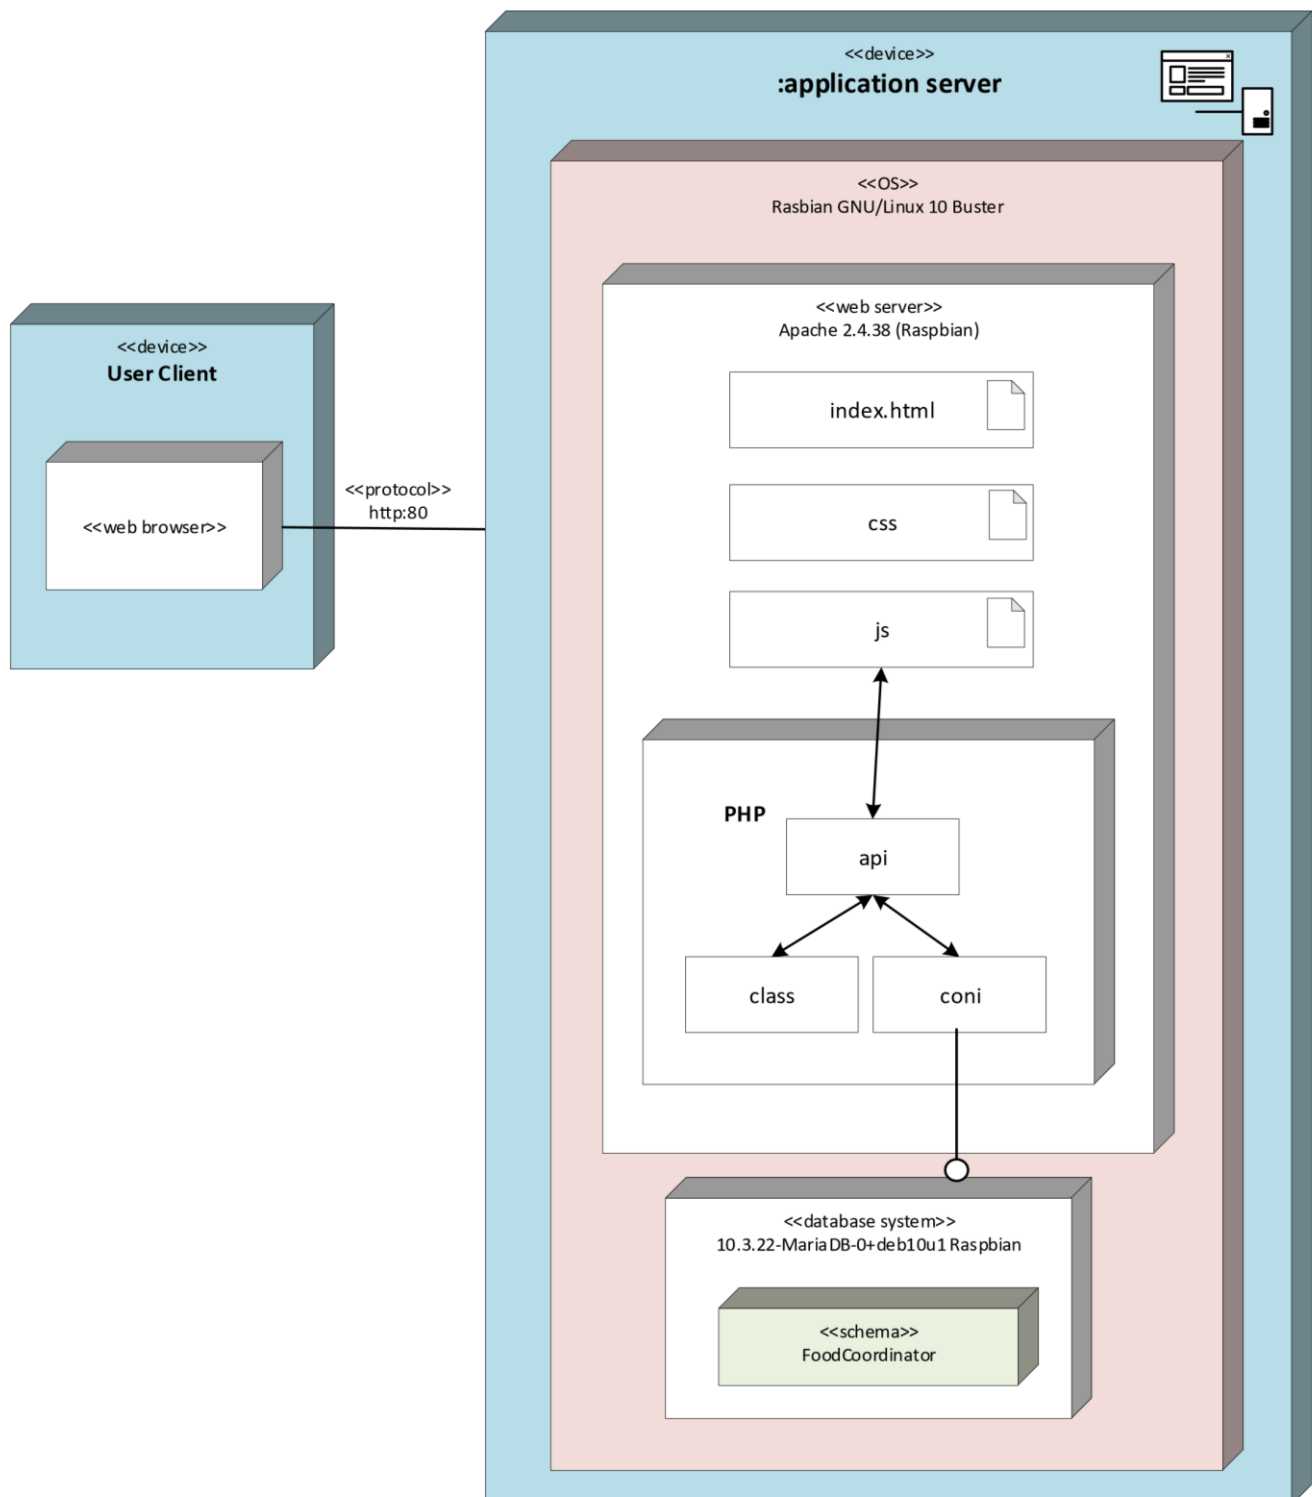 <<device>>
:application server
<<OS>>
Rasbian GNU/Linux 10 Buster
<<web server>>
Apache 2.4.38 (Raspbian)
index.html
css
js
PHP
api
class
coni
<<database system>>
10.3.22-MariaDB-0+deb10u1 Raspbian
<<schema>>
FoodCoordinator
<<device>>
User Client
<<web browser>>
<<protocol>>
http:80